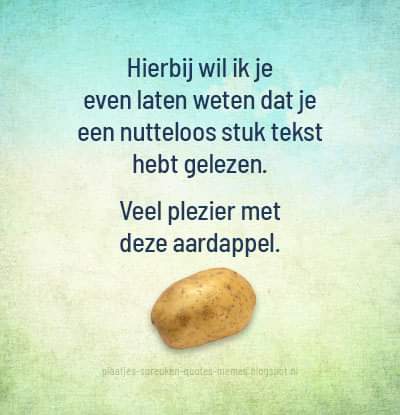 Hierbij wil ik je
even laten weten dat je
een nutteloos stuk tekst
hebt gelezen.
Veel plezier met
deze aardappel.
plaatjes-spreuken-quotes-memes.blogspot.nl